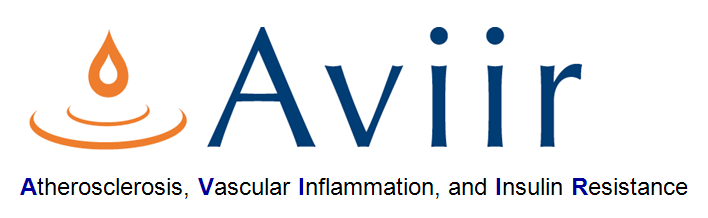 Aviir
Atherosclerosis, Vascular Inflammation, and Insulin Resistance